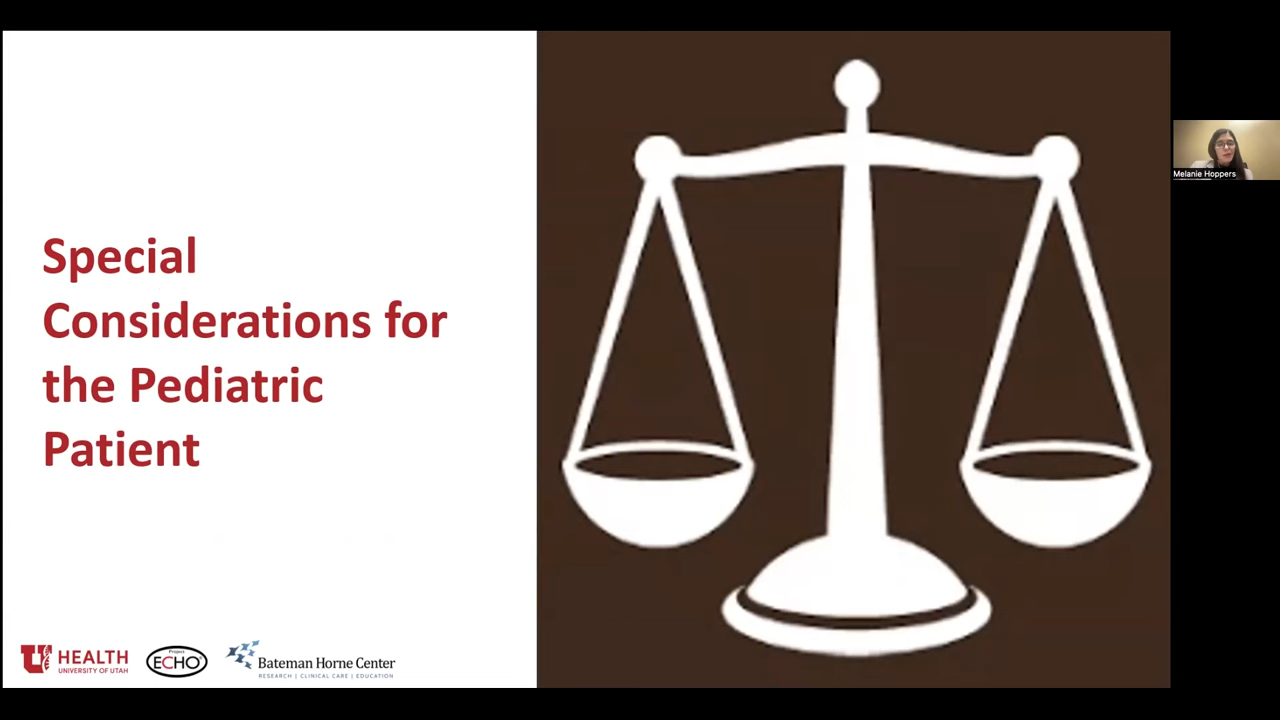 Special
Considerations for
the Pediatric
Patient
U HEALTH
UNIVERSITY OF UTAH
Project
ECHO
Bateman Horne Center
RESEARCH | CLINICAL CARE | EDUCATION
Melanie Hoppers